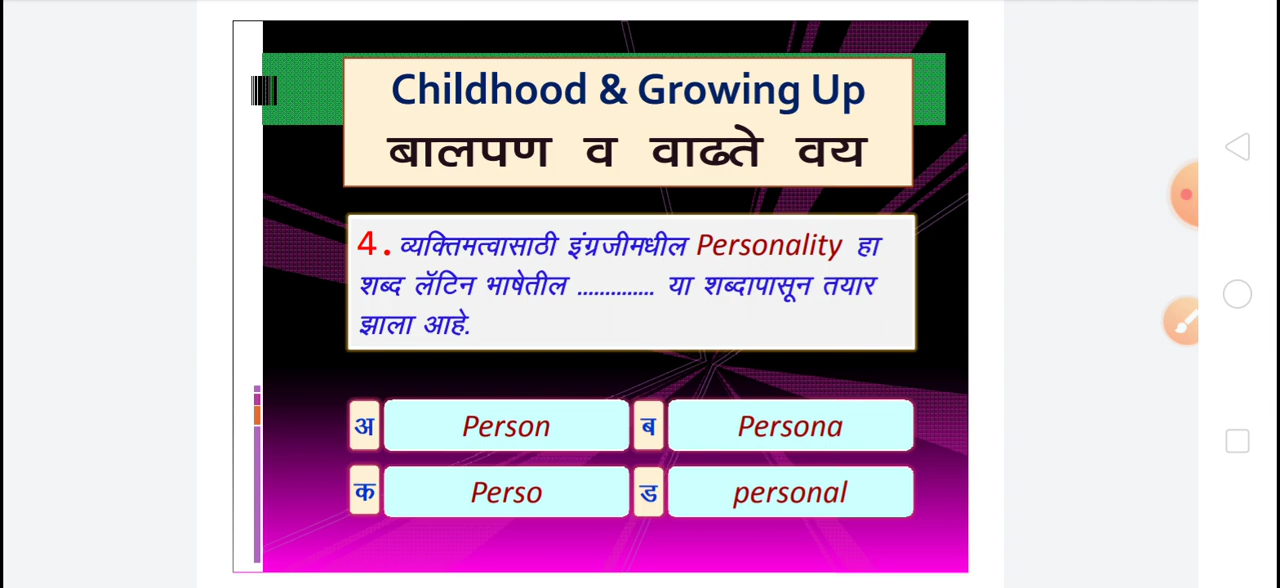 Childhood & Growing Up
बालपण व वाढते वय
4. व्यक्तिमत्वासाठी इंग्रजीमधील Personality हा
शब्द लॅटिन भाषेतील .............. या शब्दापासून तयार
झाला आहे.
अ Person ब Persona
क Perso ड personal